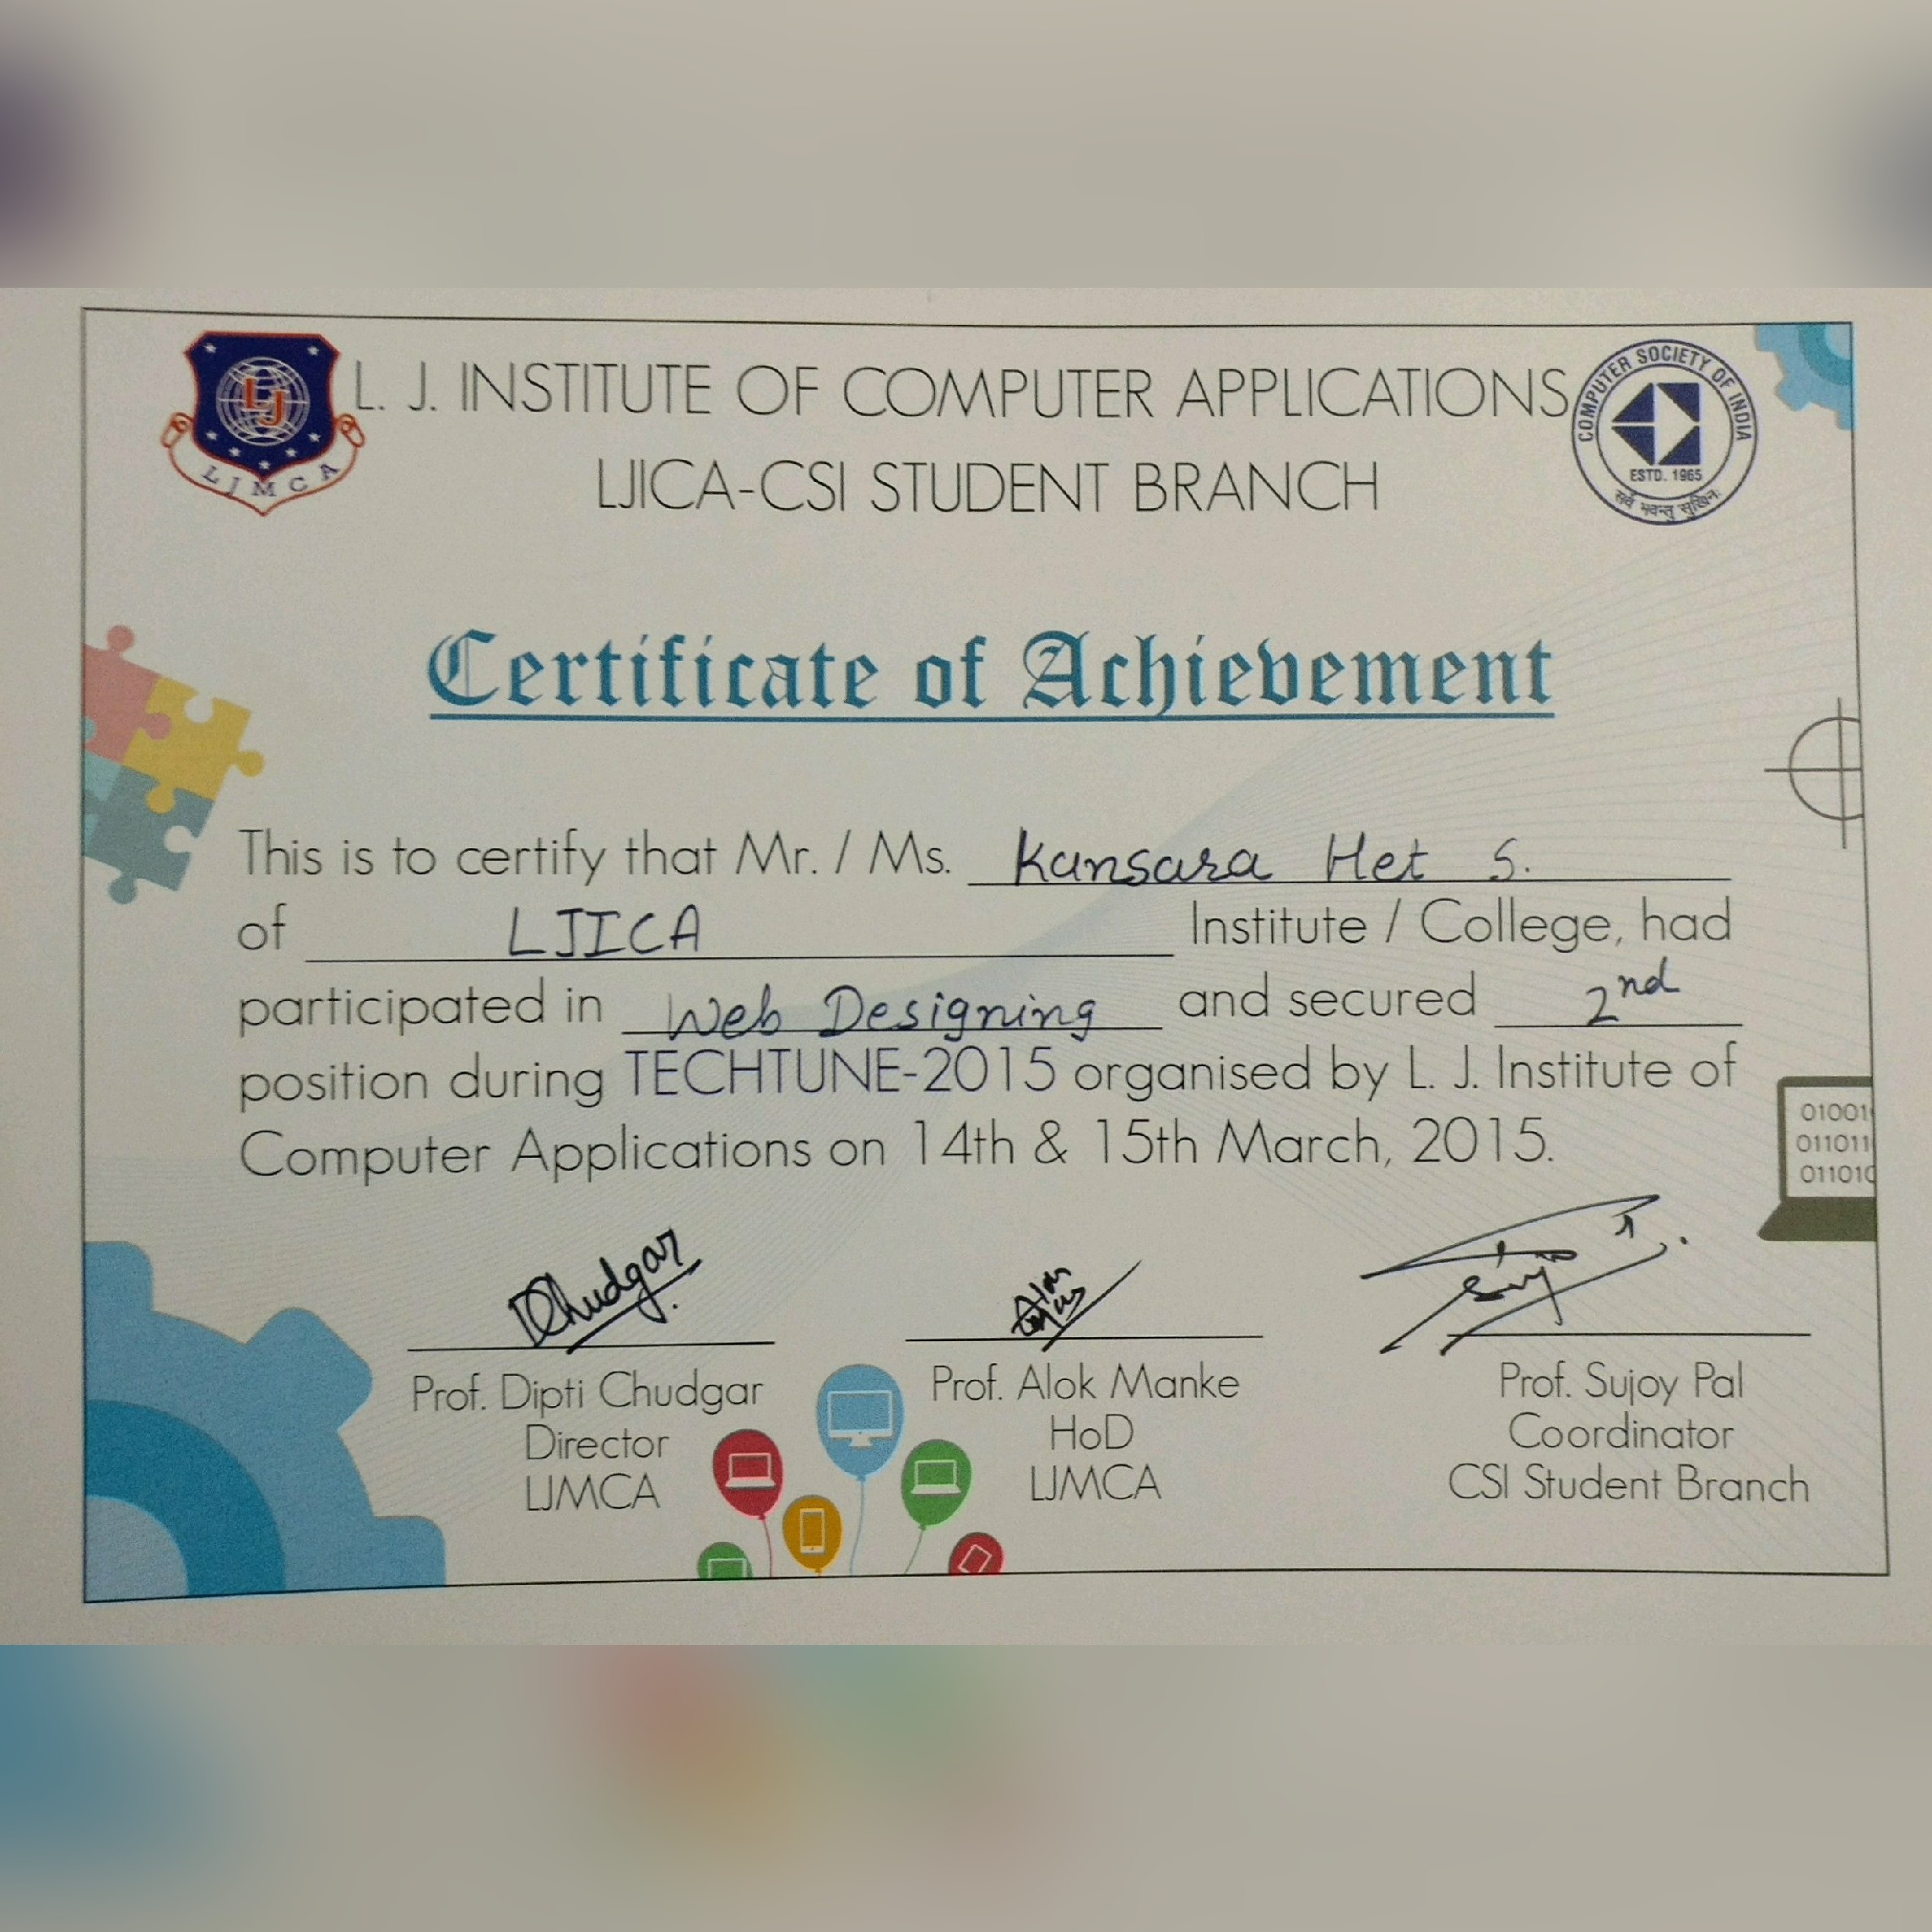 L. J. INSTITUTE OF COMPUTER APPLICATIONS
LJICA-CSI STUDENT BRANCH
LJ
LJMCA
COMPUTER SOCIETY OF INDIA
ESTD. 1965
सर्वे भवन्तु सुखिनः
Certificate of Achievement
This is to certify that Mr. / Ms. Kansara Het S.
of LJICA Institute / College, had
participated in Web Designing and secured 2nd
position during TECHTUNE-2015 organised by L. J. Institute of
Computer Applications on 14th & 15th March, 2015.
01001
011011
011010
Dchudgar
Prof. Dipti Chudgar
Director
LJMCA
Prof. Alok Manke
HoD
LJMCA
Prof. Sujoy Pal
Coordinator
CSI Student Branch